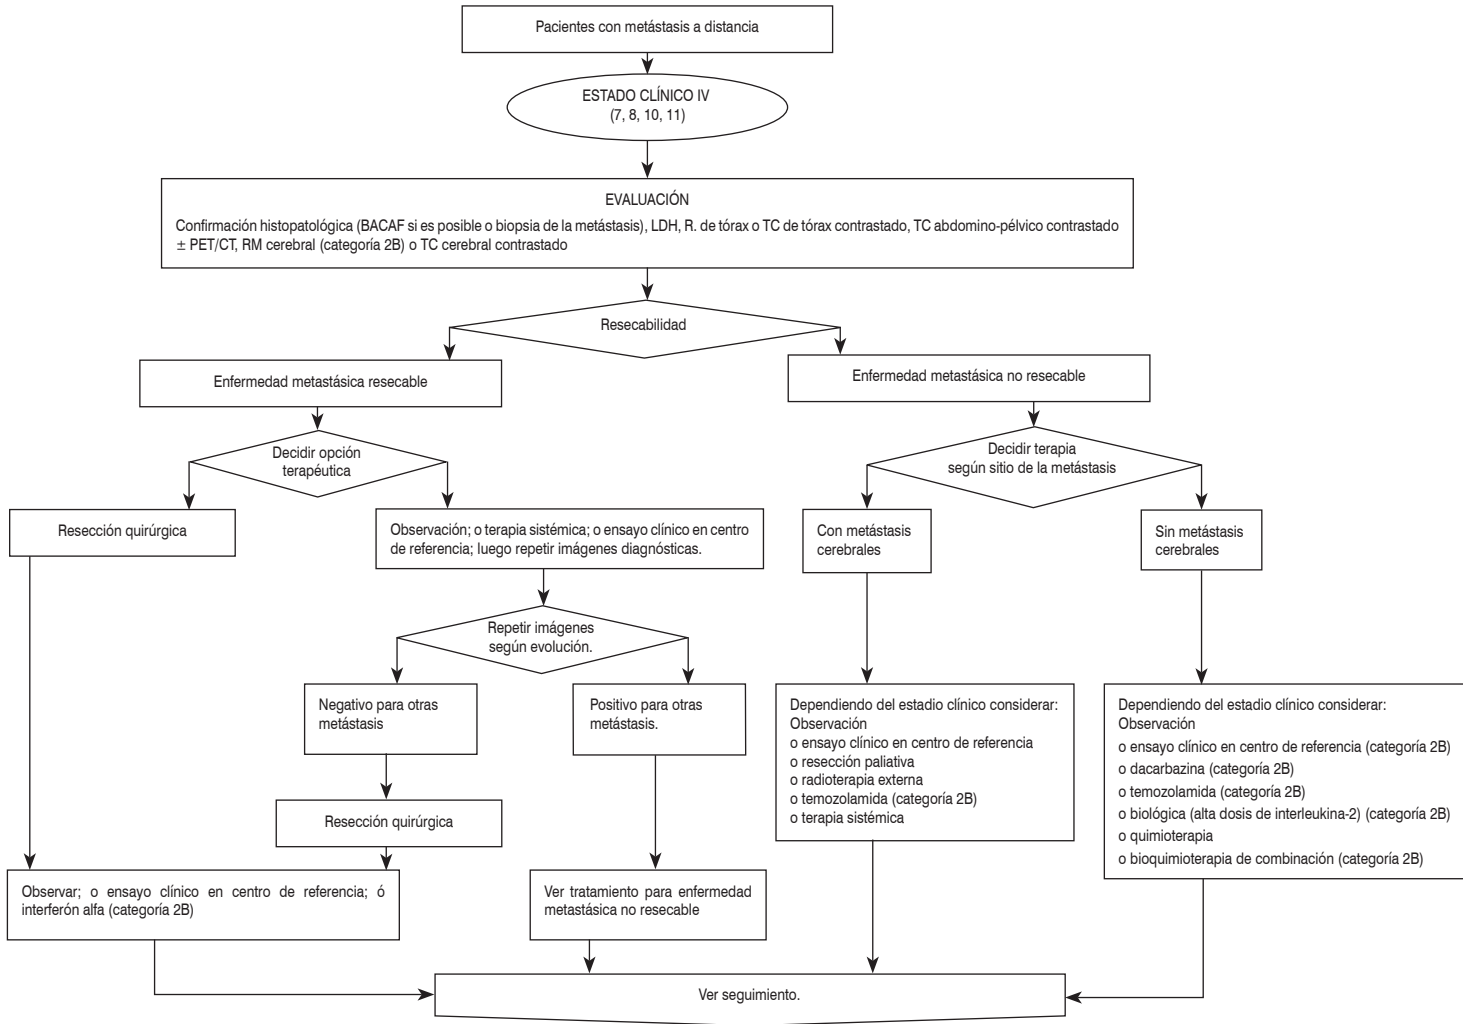 Pacientes con metástasis a distancia
ESTADO CLÍNICO IV
(7, 8, 10, 11)
EVALUACIÓN
Confirmación histopatológica (BACAF si es posible o biopsia de la metástasis), LDH, R. de tórax o TC de tórax contrastado, TC abdomino-pélvico contrastado
± PET/CT, RM cerebral (categoría 2B) o TC cerebral contrastado
Resecabilidad
Enfermedad metastásica resecable
Enfermedad metastásica no resecable
Decidir opción
terapéutica
Decidir terapia
según sitio de la metástasis
Resección quirúrgica
Observación; o terapia sistémica; o ensayo clínico en centro
de referencia; luego repetir imágenes diagnósticas.
Con metástasis
cerebrales
Sin metástasis
cerebrales
Repetir imágenes
según evolución.
Negativo para otras
metástasis
Positivo para otras
metástasis.
Dependiendo del estadio clínico considerar:
Observación
o ensayo clínico en centro de referencia
o resección paliativa
o radioterapia externa
o temozolamida (categoría 2B)
o terapia sistémica
Dependiendo del estadio clínico considerar:
Observación
o ensayo clínico en centro de referencia (categoría 2B)
o dacarbazina (categoría 2B)
o temozolamida (categoría 2B)
o biológica (alta dosis de interleukina-2) (categoría 2B)
o quimioterapia
o bioquimioterapia de combinación (categoría 2B)
Resección quirúrgica
Observar; o ensayo clínico en centro de referencia; ó
interferón alfa (categoría 2B)
Ver tratamiento para enfermedad
metastásica no resecable
Ver seguimiento.